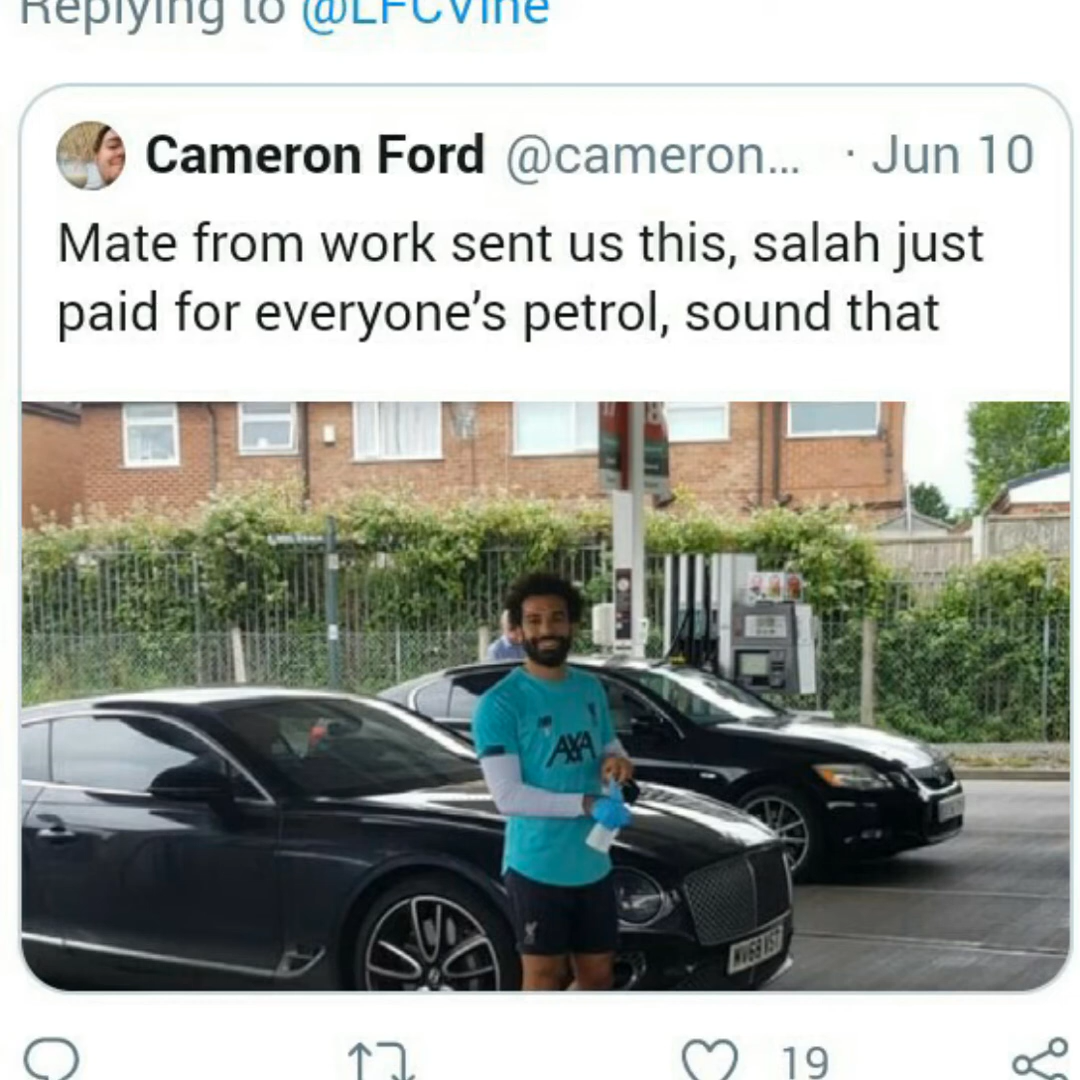 Replying to @LFCVine
Cameron Ford @cameron... · Jun 10
Mate from work sent us this, salah just
paid for everyone's petrol, sound that
AXA
19